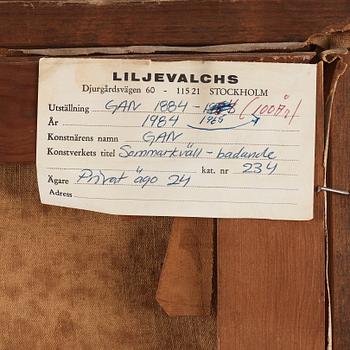 LILJEVALCHS
Djurgårdsvägen 60 - 115 21 STOCKHOLM
Utställning GAN 1884- (100 år)
År 1984 1965
Konstnärens namn GAN
Konstverkets titel Sommarkväll - badande
kat. nr 234
Ägare Privat ägo 24
Adress